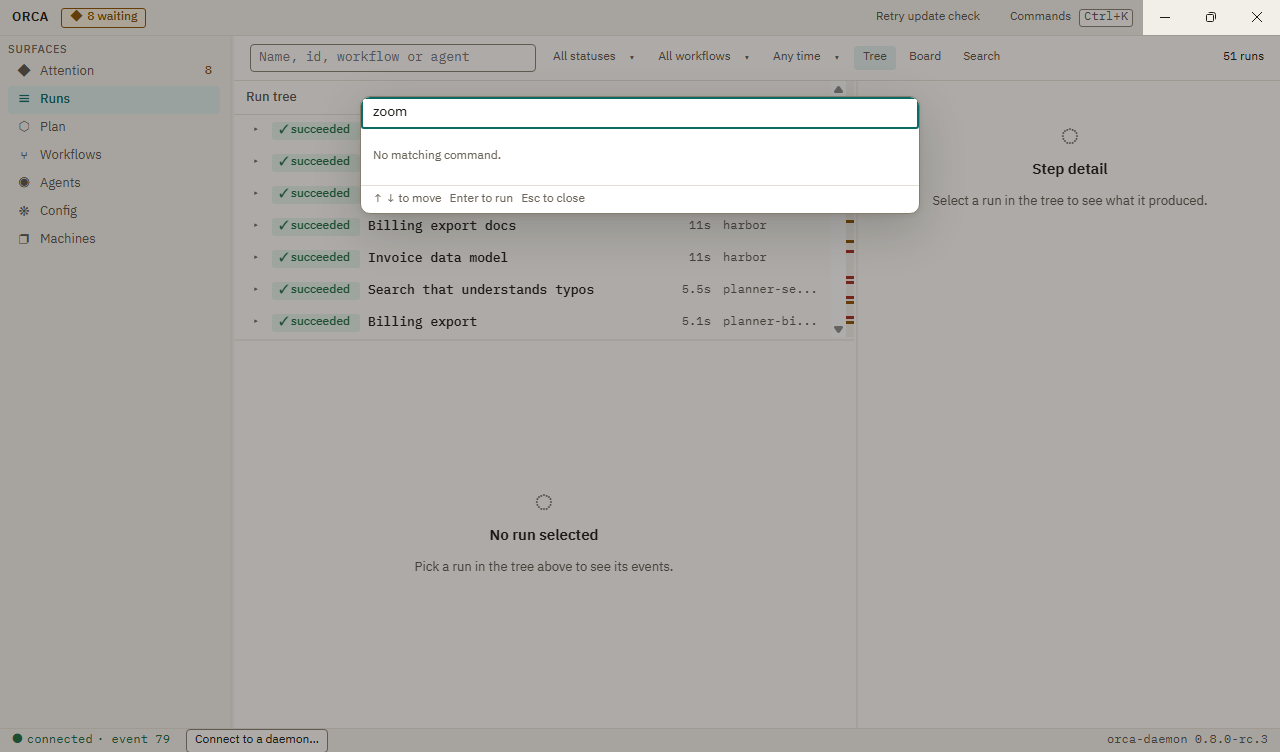 ORCA
8 waiting
Retry update check
Commands
Ctrl+K
SURFACES
Attention
8
Runs
Plan
Workflows
Agents
Config
Machines
Name, id, workflow or agent
All statuses
All workflows
Any time
Tree
Board
Search
51 runs
Run tree
zoom
No matching command.
↑ ↓ to move Enter to run Esc to close
✓ succeeded
✓ succeeded
✓ succeeded
✓ succeeded Billing export docs 11s harbor
✓ succeeded Invoice data model 11s harbor
✓ succeeded Search that understands typos 5.5s planner-se...
✓ succeeded Billing export 5.1s planner-bi...
No run selected
Pick a run in the tree above to see its events.
Step detail
Select a run in the tree to see what it produced.
connected · event 79
Connect to a daemon...
orca-daemon 0.8.0-rc.3